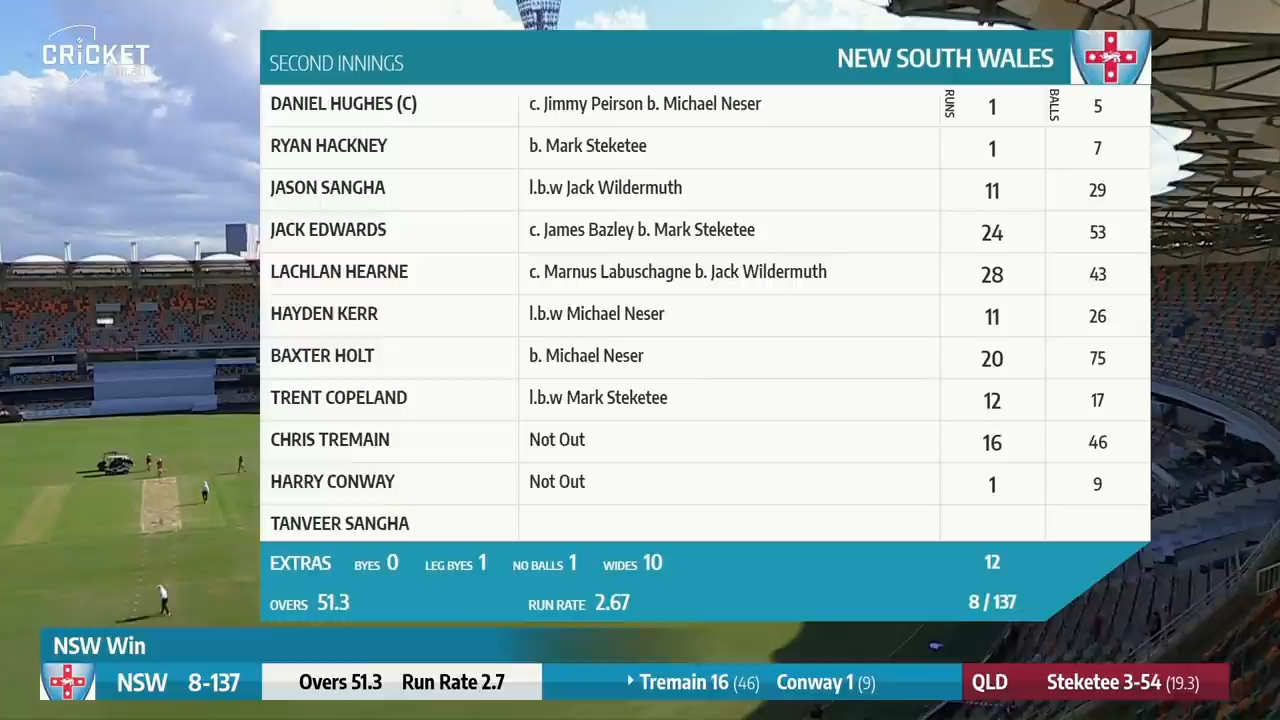 CRICKET
SECOND INNINGS NEW SOUTH WALES
RUNS BALLS
DANIEL HUGHES (C) c. Jimmy Peirson b. Michael Neser 1 5
RYAN HACKNEY b. Mark Steketee 1 7
JASON SANGHA l.b.w Jack Wildermuth 11 29
JACK EDWARDS c. James Bazley b. Mark Steketee 24 53
LACHLAN HEARNE c. Marnus Labuschagne b. Jack Wildermuth 28 43
HAYDEN KERR l.b.w Michael Neser 11 26
BAXTER HOLT b. Michael Neser 20 75
TRENT COPELAND l.b.w Mark Steketee 12 17
CHRIS TREMAIN Not Out 16 46
HARRY CONWAY Not Out 1 9
TANVEER SANGHA
EXTRAS BYES 0 LEG BYES 1 NO BALLS 1 WIDES 10 12
OVERS 51.3 RUN RATE 2.67 8 / 137
NSW Win
NSW 8-137 Overs 51.3 Run Rate 2.7 Tremain 16 (46) Conway 1 (9) QLD Steketee 3-54 (19.3)